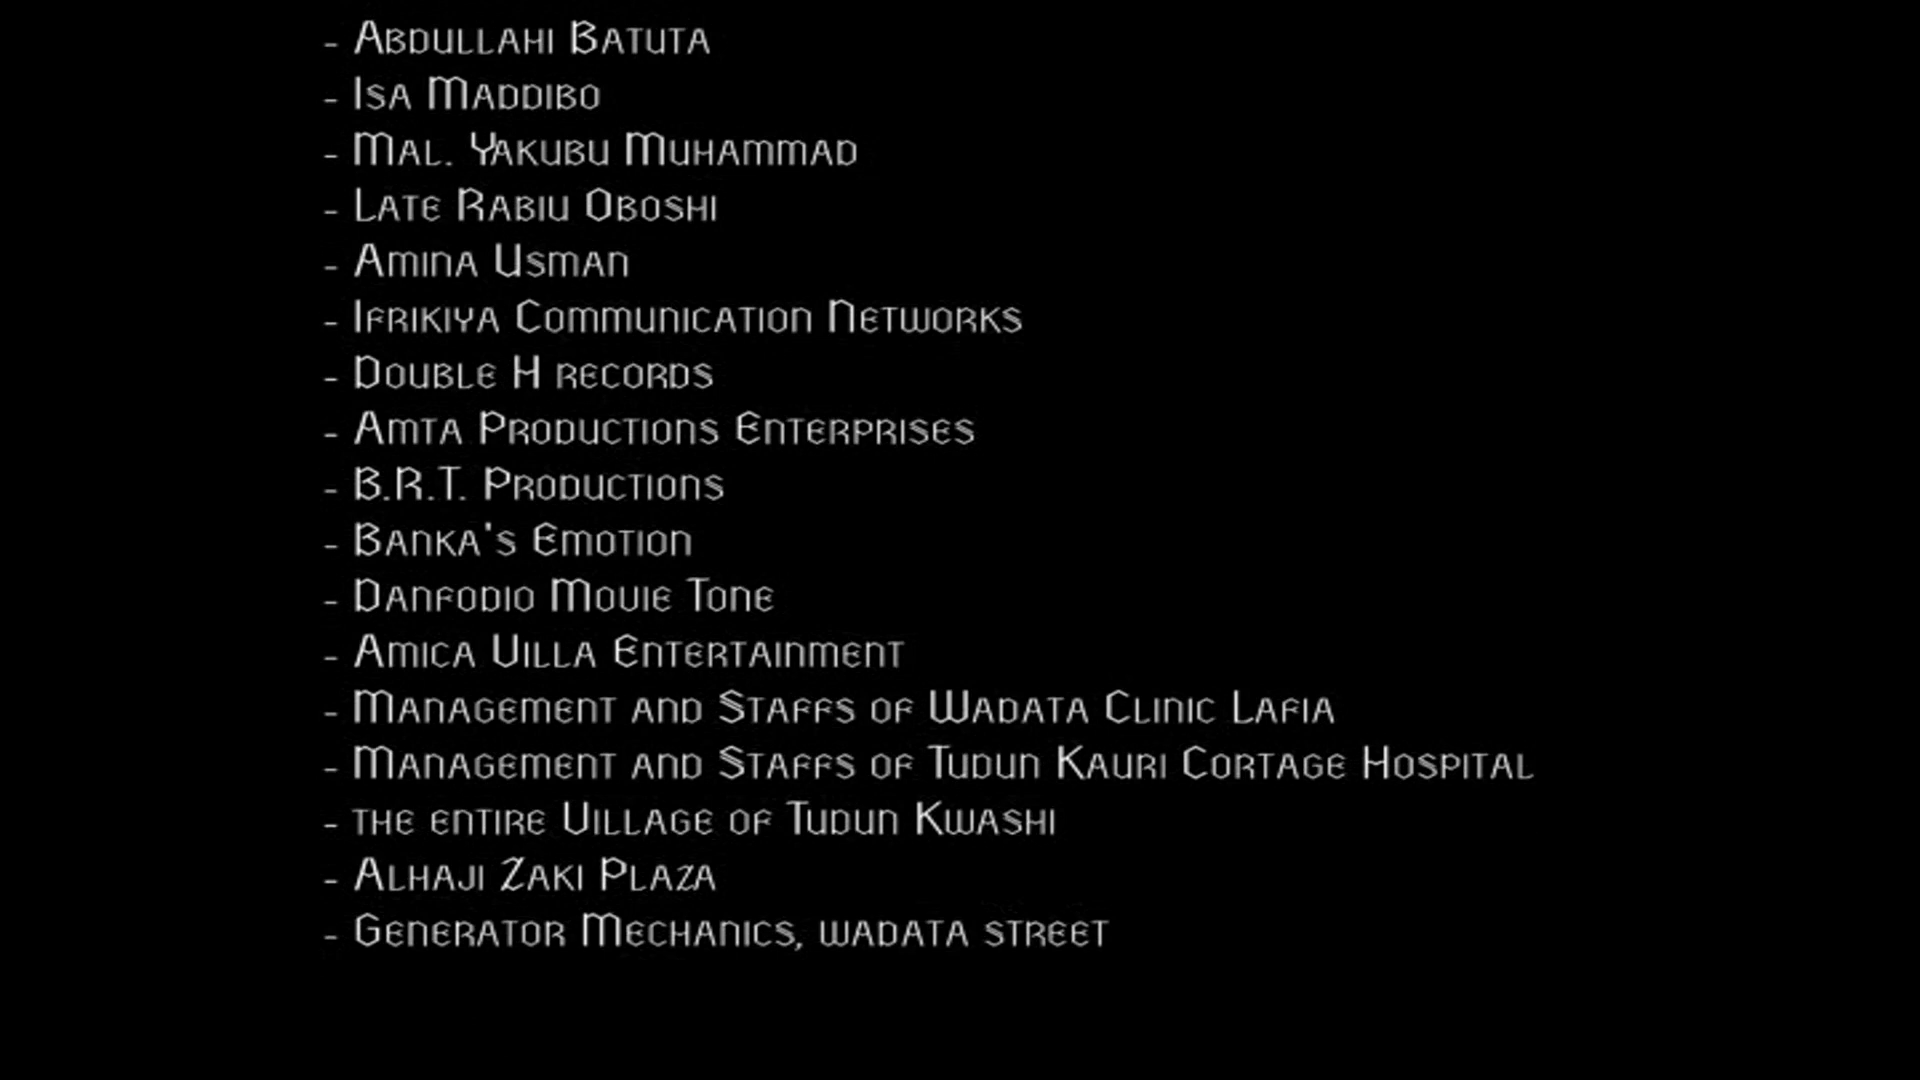 - Abdullahi Batuta
- Isa Maddibo
- Mal. Yakubu Muhammad
- Late Rabiu Oboshi
- Amina Usman
- Ifrikiya Communication Networks
- Double H records
- Amta Productions Enterprises
- B.R.T. Productions
- Banka's Emotion
- Danfodio Movie Tone
- Amica Villa Entertainment
- Management and Staffs of Wadata Clinic Lafia
- Management and Staffs of Tudun Kauri Cortage Hospital
- the entire Village of Tudun Kwashi
- Alhaji Zaki Plaza
- Generator Mechanics, wadata street